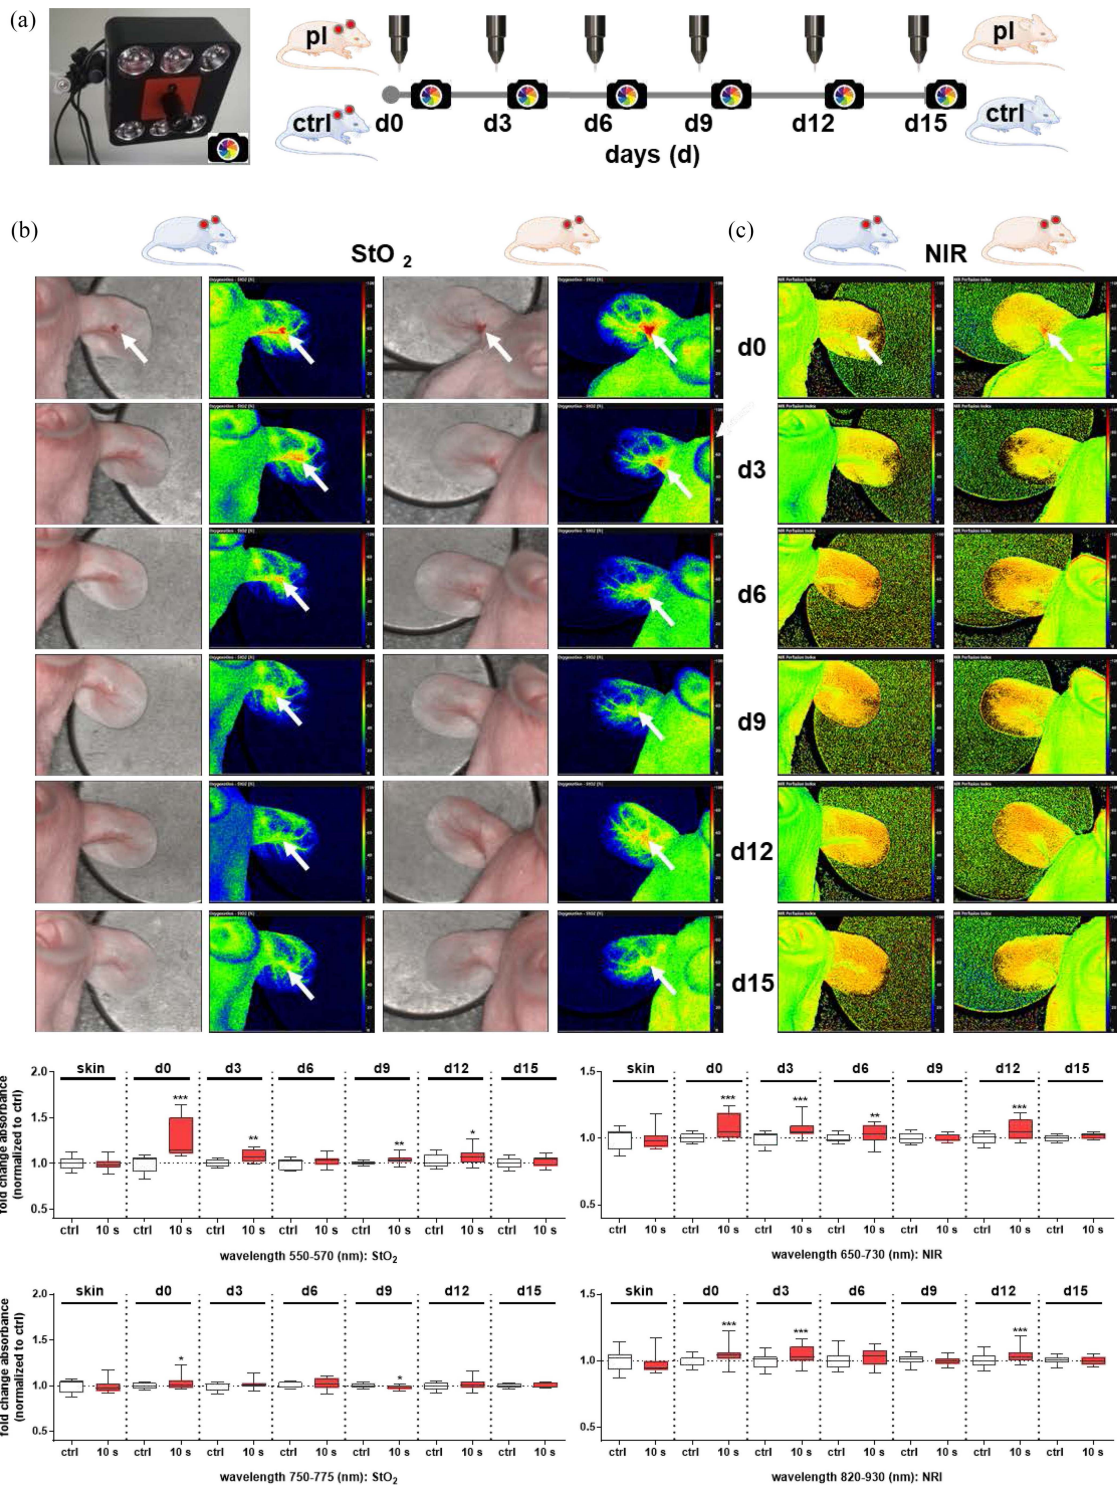 (a)
pl
ctrl
d0 d3 d6 d9 d12 d15
days (d)
pl
ctrl
(b)
StO 2
(c)
NIR
d0
d3
d6
d9
d12
d15
fold change absorbance
(normalized to ctrl)
2.0
1.5
1.0
0.5
skin d0 d3 d6 d9 d12 d15
*** ** ** *
ctrl 10 s ctrl 10 s ctrl 10 s ctrl 10 s ctrl 10 s ctrl 10 s ctrl 10 s
wavelength 550-570 (nm): StO2
1.5
1.0
0.5
skin d0 d3 d6 d9 d12 d15
*** *** ** ***
ctrl 10 s ctrl 10 s ctrl 10 s ctrl 10 s ctrl 10 s ctrl 10 s ctrl 10 s
wavelength 650-730 (nm): NIR
fold change absorbance
(normalized to ctrl)
2.0
1.5
1.0
0.5
skin d0 d3 d6 d9 d12 d15
* *
ctrl 10 s ctrl 10 s ctrl 10 s ctrl 10 s ctrl 10 s ctrl 10 s ctrl 10 s
wavelength 750-775 (nm): StO2
1.5
1.0
0.5
skin d0 d3 d6 d9 d12 d15
*** *** ***
ctrl 10 s ctrl 10 s ctrl 10 s ctrl 10 s ctrl 10 s ctrl 10 s ctrl 10 s
wavelength 820-930 (nm): NRI